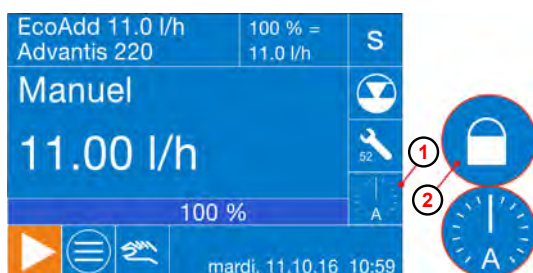 EcoAdd 11.0 l/h
Advantis 220
100 % =
11.0 l/h
S
Manuel
11.00 l/h
52
100 %
A
mardi, 11.10.16 10:59
1
2
A